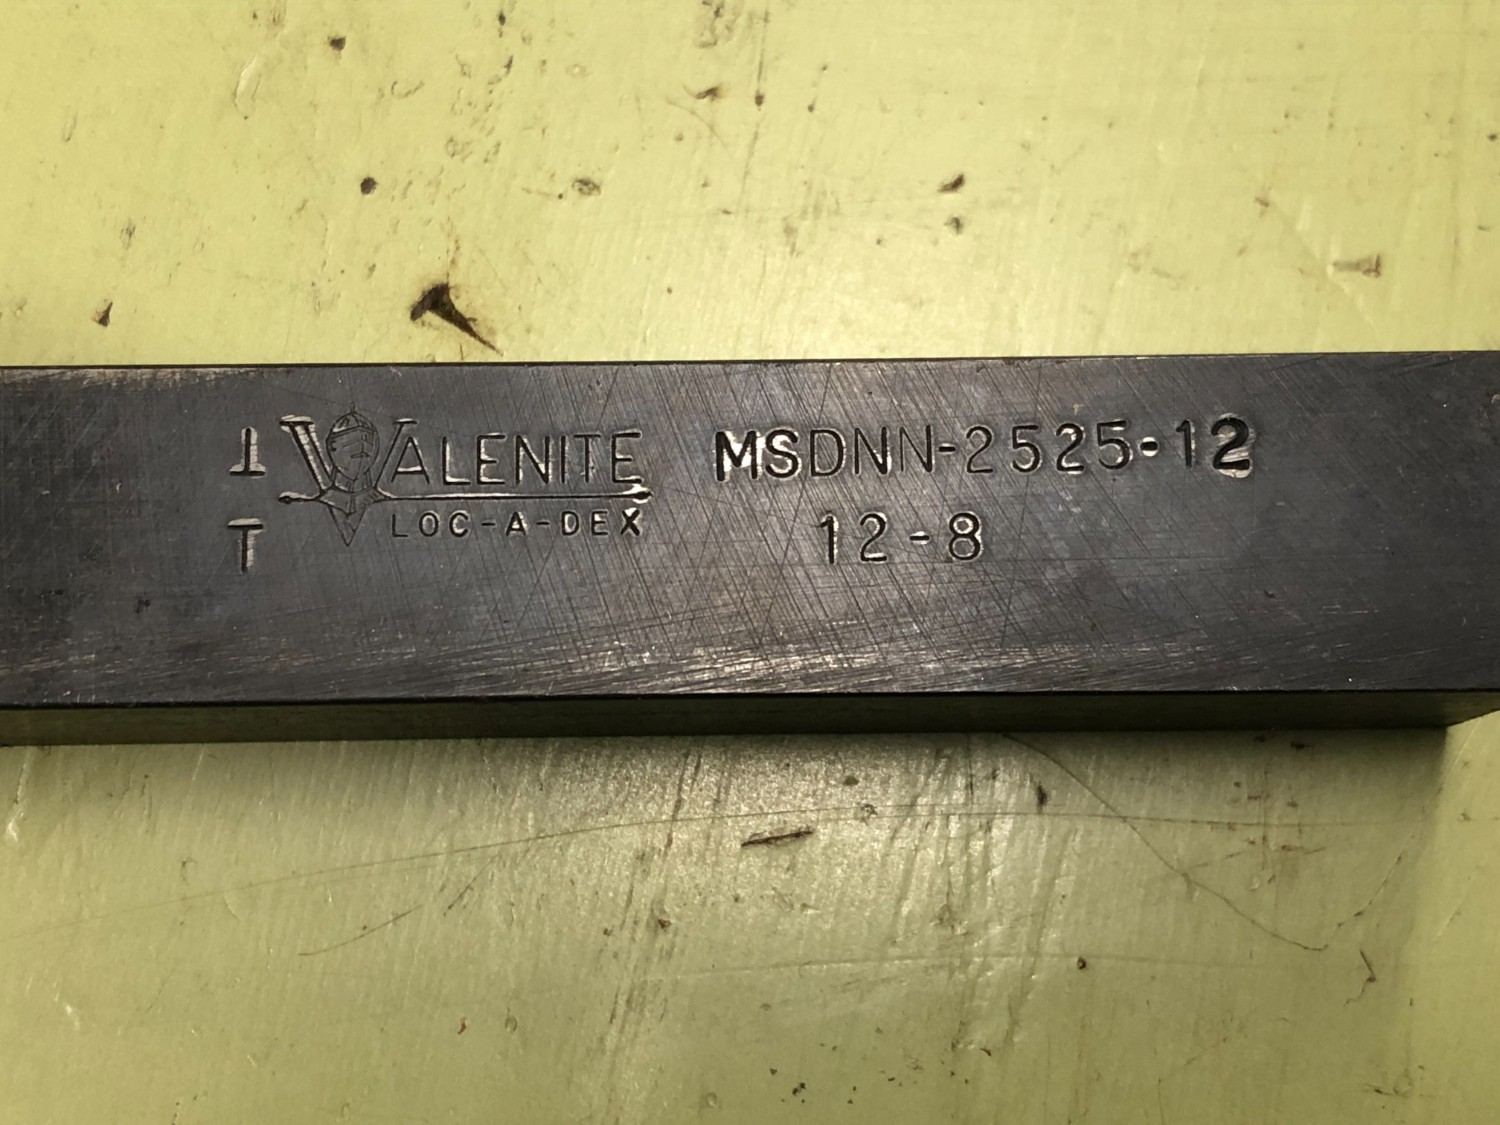 VALENITE MSDNN-2525-12
LOC-A-DEX 12-8